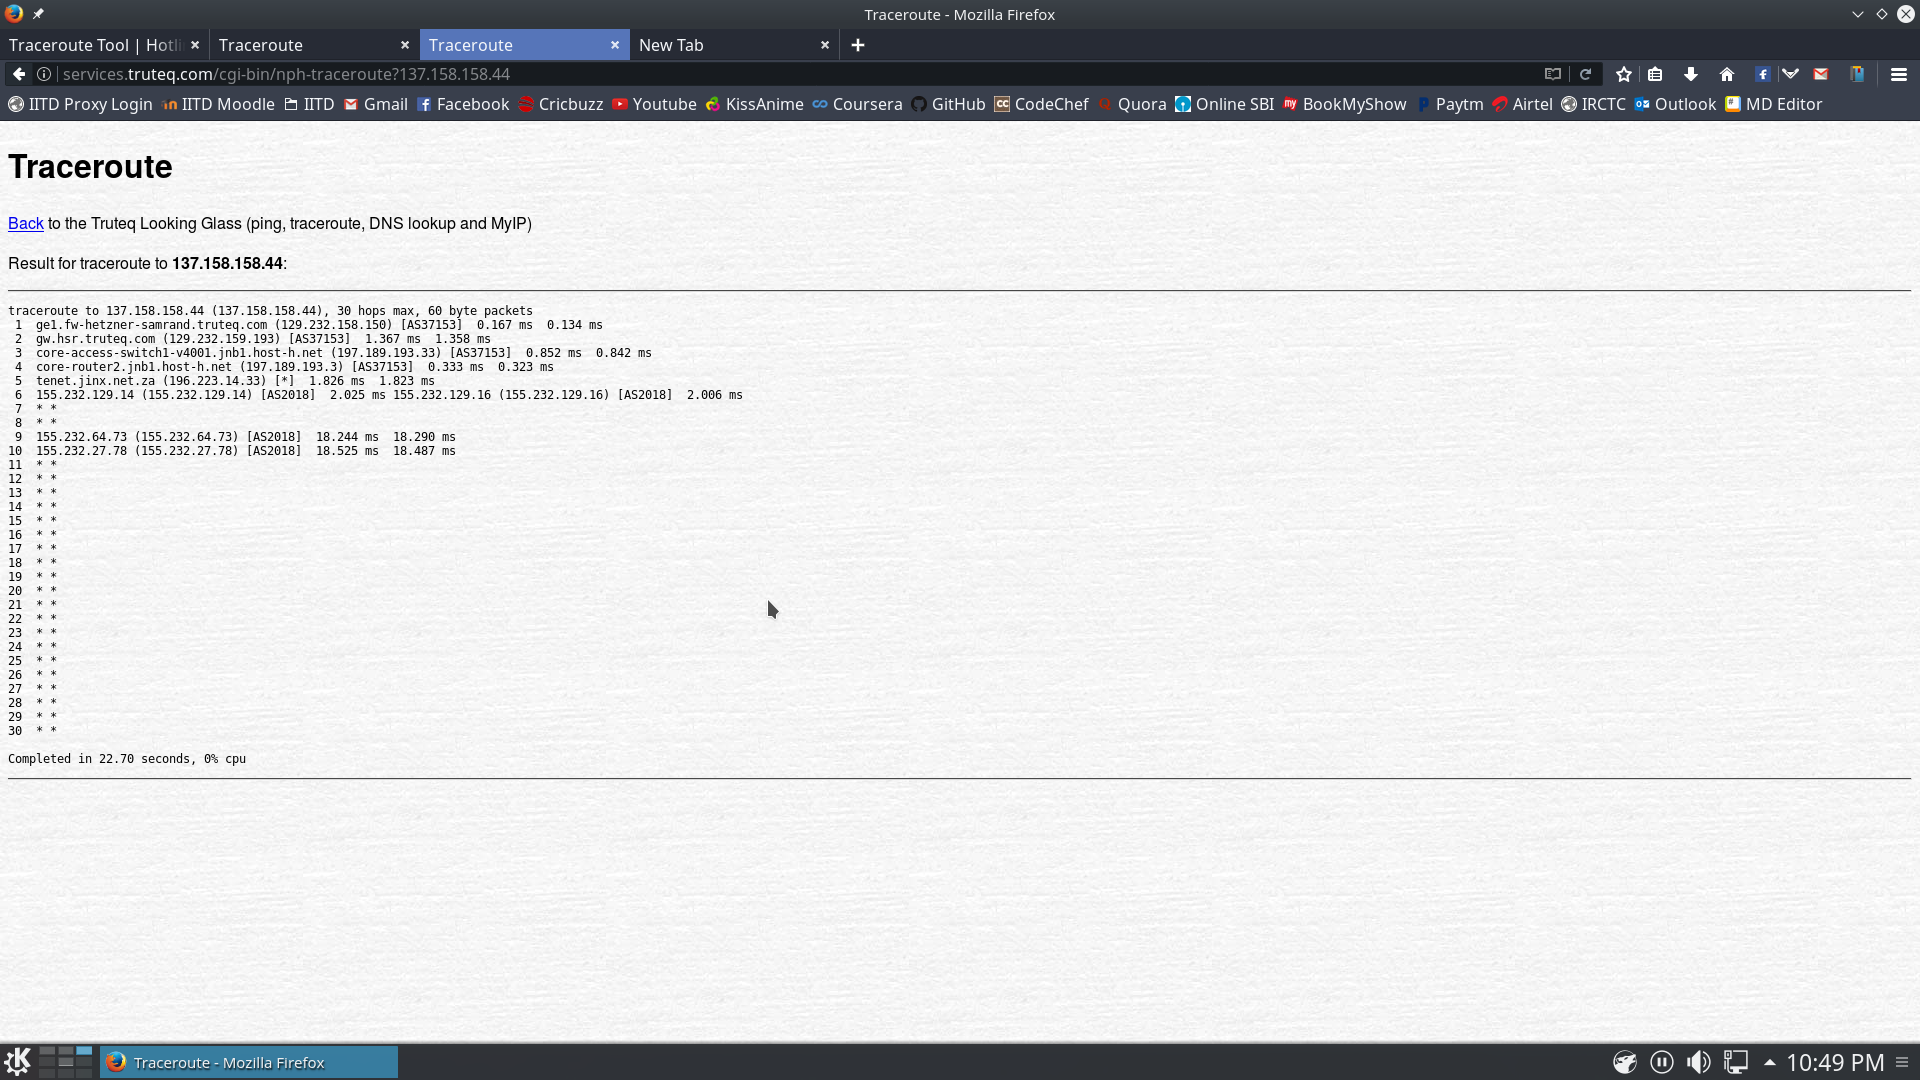 Traceroute - Mozilla Firefox
Traceroute Tool | Hotli
Traceroute
Traceroute
New Tab
services.truteq.com/cgi-bin/nph-traceroute?137.158.158.44
IITD Proxy Login IITD Moodle IITD Gmail Facebook Cricbuzz Youtube KissAnime Coursera GitHub CodeChef Quora Online SBI BookMyShow Paytm Airtel IRCTC Outlook MD Editor
Traceroute
Back to the Truteq Looking Glass (ping, traceroute, DNS lookup and MyIP)
Result for traceroute to 137.158.158.44:
traceroute to 137.158.158.44 (137.158.158.44), 30 hops max, 60 byte packets
1  ge1.fw-hetzner-samrand.truteq.com (129.232.158.150) [AS37153]  0.167 ms  0.134 ms
2  gw.hsr.truteq.com (129.232.159.193) [AS37153]  1.367 ms  1.358 ms
3  core-access-switch1-v4001.jnb1.host-h.net (197.189.193.33) [AS37153]  0.852 ms  0.842 ms
4  core-router2.jnb1.host-h.net (197.189.193.3) [AS37153]  0.333 ms  0.323 ms
5  tenet.jinx.net.za (196.223.14.33) [*]  1.826 ms  1.823 ms
6  155.232.129.14 (155.232.129.14) [AS2018]  2.025 ms 155.232.129.16 (155.232.129.16) [AS2018]  2.006 ms
7  * *
8  * *
9  155.232.64.73 (155.232.64.73) [AS2018]  18.244 ms  18.290 ms
10  155.232.27.78 (155.232.27.78) [AS2018]  18.525 ms  18.487 ms
11  * *
12  * *
13  * *
14  * *
15  * *
16  * *
17  * *
18  * *
19  * *
20  * *
21  * *
22  * *
23  * *
24  * *
25  * *
26  * *
27  * *
28  * *
29  * *
30  * *
Completed in 22.70 seconds, 0% cpu
Traceroute - Mozilla Firefox
10:49 PM